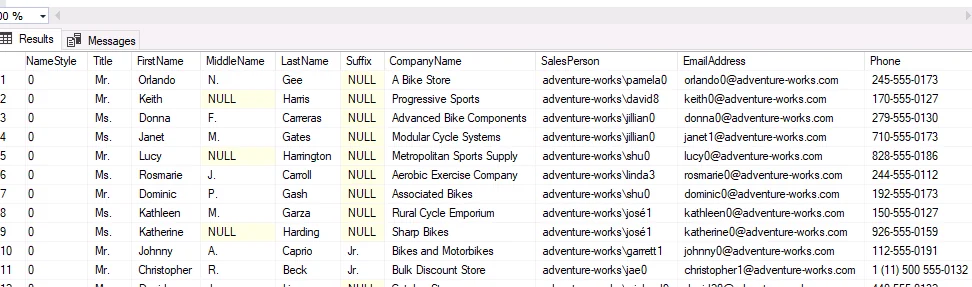 00 %
Results Messages
NameStyle Title FirstName MiddleName LastName Suffix CompanyName SalesPerson EmailAddress Phone
1 0 Mr. Orlando N. Gee NULL A Bike Store adventure-works\pamela0 orlando0@adventure-works.com 245-555-0173
2 0 Mr. Keith NULL Harris NULL Progressive Sports adventure-works\david8 keith0@adventure-works.com 170-555-0127
3 0 Ms. Donna F. Carreras NULL Advanced Bike Components adventure-works\jillian0 donna0@adventure-works.com 279-555-0130
4 0 Ms. Janet M. Gates NULL Modular Cycle Systems adventure-works\jillian0 janet1@adventure-works.com 710-555-0173
5 0 Mr. Lucy NULL Harrington NULL Metropolitan Sports Supply adventure-works\shu0 lucy0@adventure-works.com 828-555-0186
6 0 Ms. Rosmarie J. Carroll NULL Aerobic Exercise Company adventure-works\linda3 rosmarie0@adventure-works.com 244-555-0112
7 0 Mr. Dominic P. Gash NULL Associated Bikes adventure-works\shu0 dominic0@adventure-works.com 192-555-0173
8 0 Ms. Kathleen M. Garza NULL Rural Cycle Emporium adventure-works\josé1 kathleen0@adventure-works.com 150-555-0127
9 0 Ms. Katherine NULL Harding NULL Sharp Bikes adventure-works\josé1 katherine0@adventure-works.com 926-555-0159
10 0 Mr. Johnny A. Caprio Jr. Bikes and Motorbikes adventure-works\garrett1 johnny0@adventure-works.com 112-555-0191
11 0 Mr. Christopher R. Beck Jr. Bulk Discount Store adventure-works\jae0 christopher1@adventure-works.com 1 (11) 500 555-0132